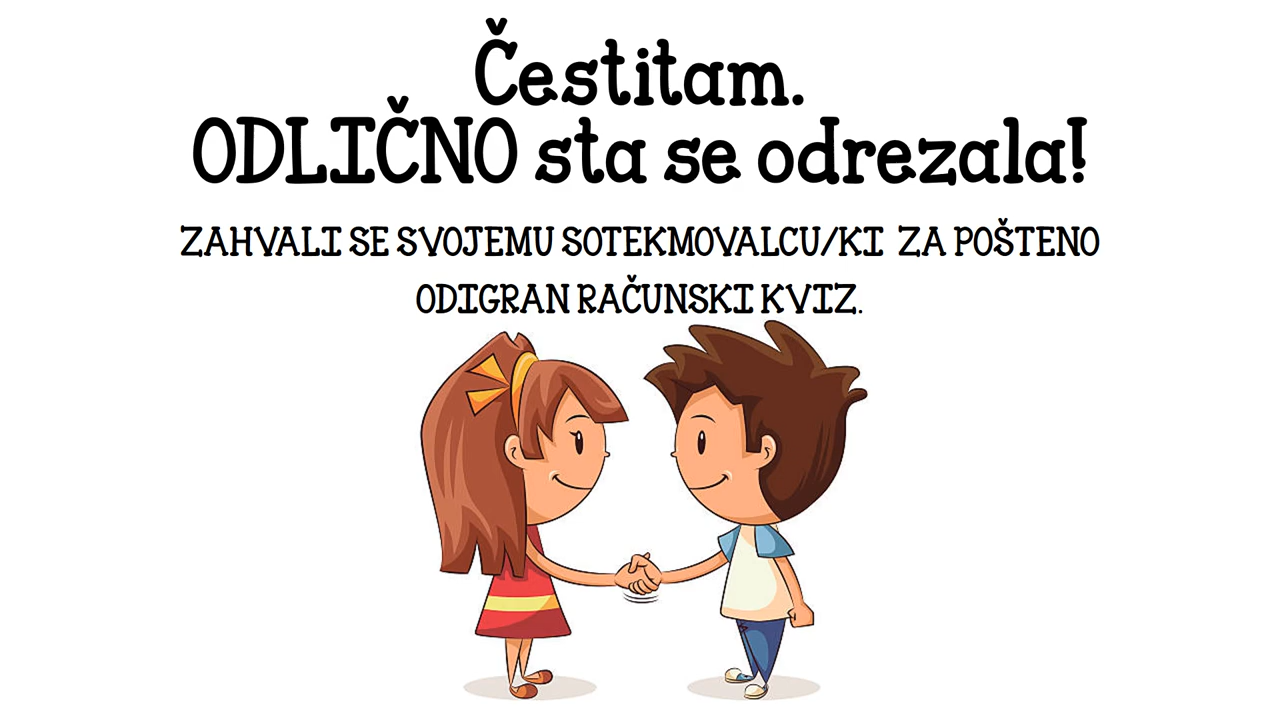 Čestitam.
ODLIČNO sta se odrezala!
ZAHVALI SE SVOJEMU SOTEKMOVALCU/KI ZA POŠTENO
ODIGRAN RAČUNSKI KVIZ.